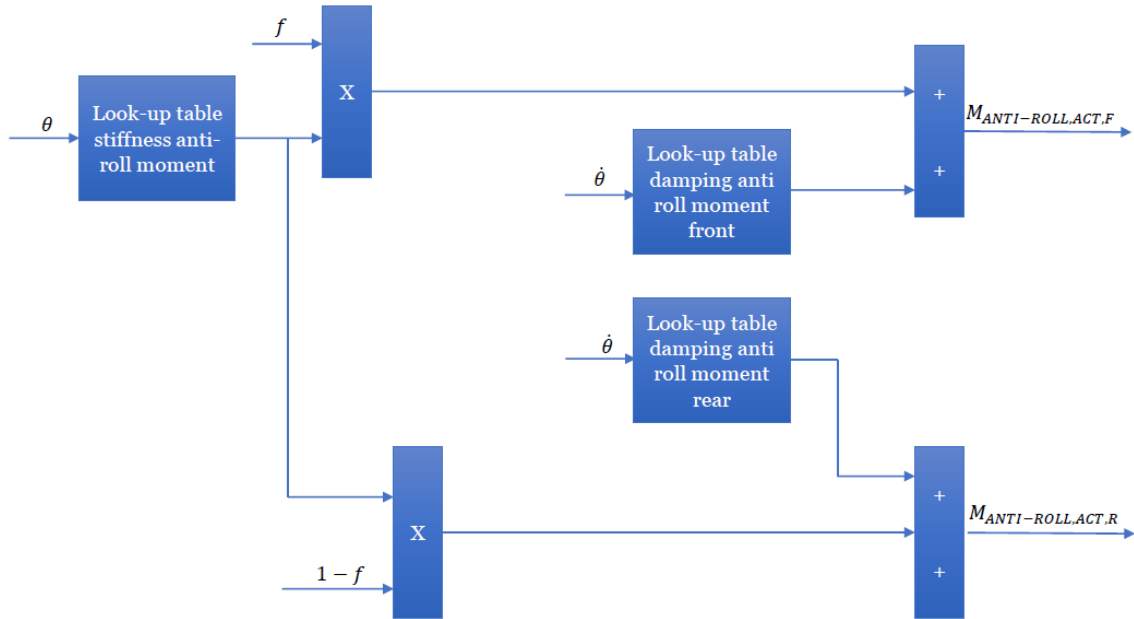 f
X
θ
Look-up table
stiffness anti-
roll moment
+
+
M_{ANTI−ROLL,ACT,F}
θ̇
Look-up table
damping anti
roll moment
front
θ̇
Look-up table
damping anti
roll moment
rear
X
1 − f
+
+
M_{ANTI−ROLL,ACT,R}